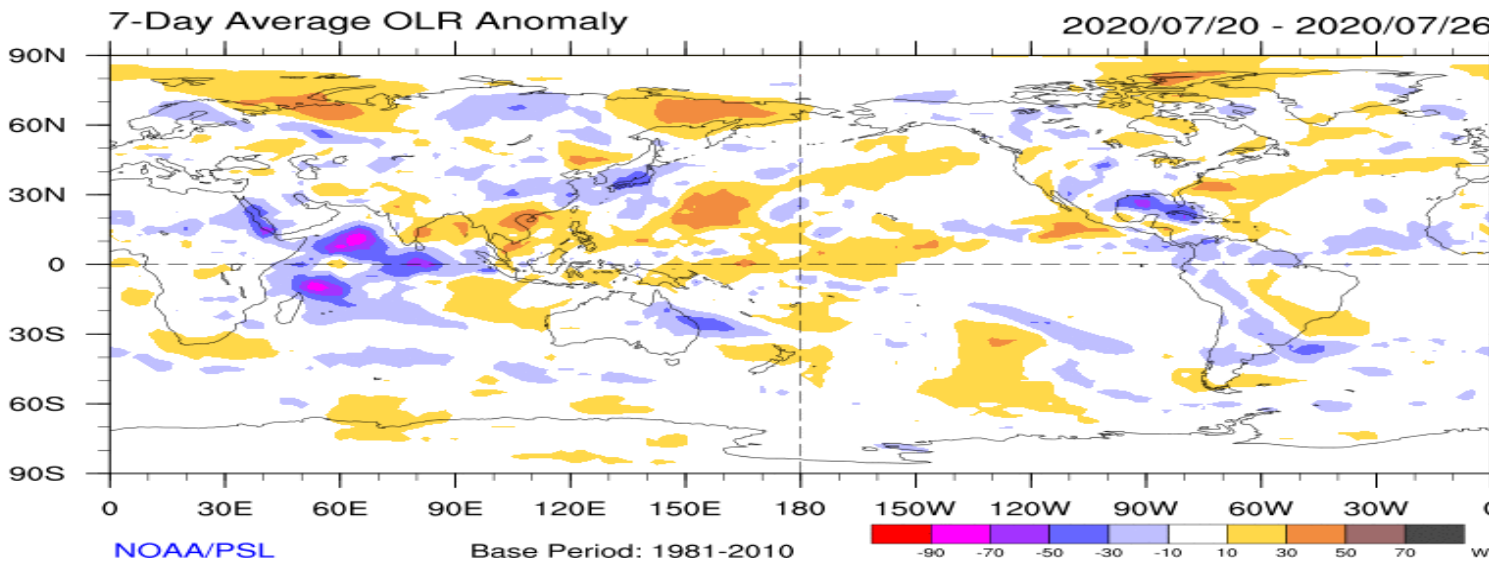 7-Day Average OLR Anomaly 2020/07/20 - 2020/07/26
90N
60N
30N
0
30S
60S
90S
0 30E 60E 90E 120E 150E 180 150W 120W 90W 60W 30W 0
NOAA/PSL Base Period: 1981-2010
-90 -70 -50 -30 -10 10 30 50 70 W